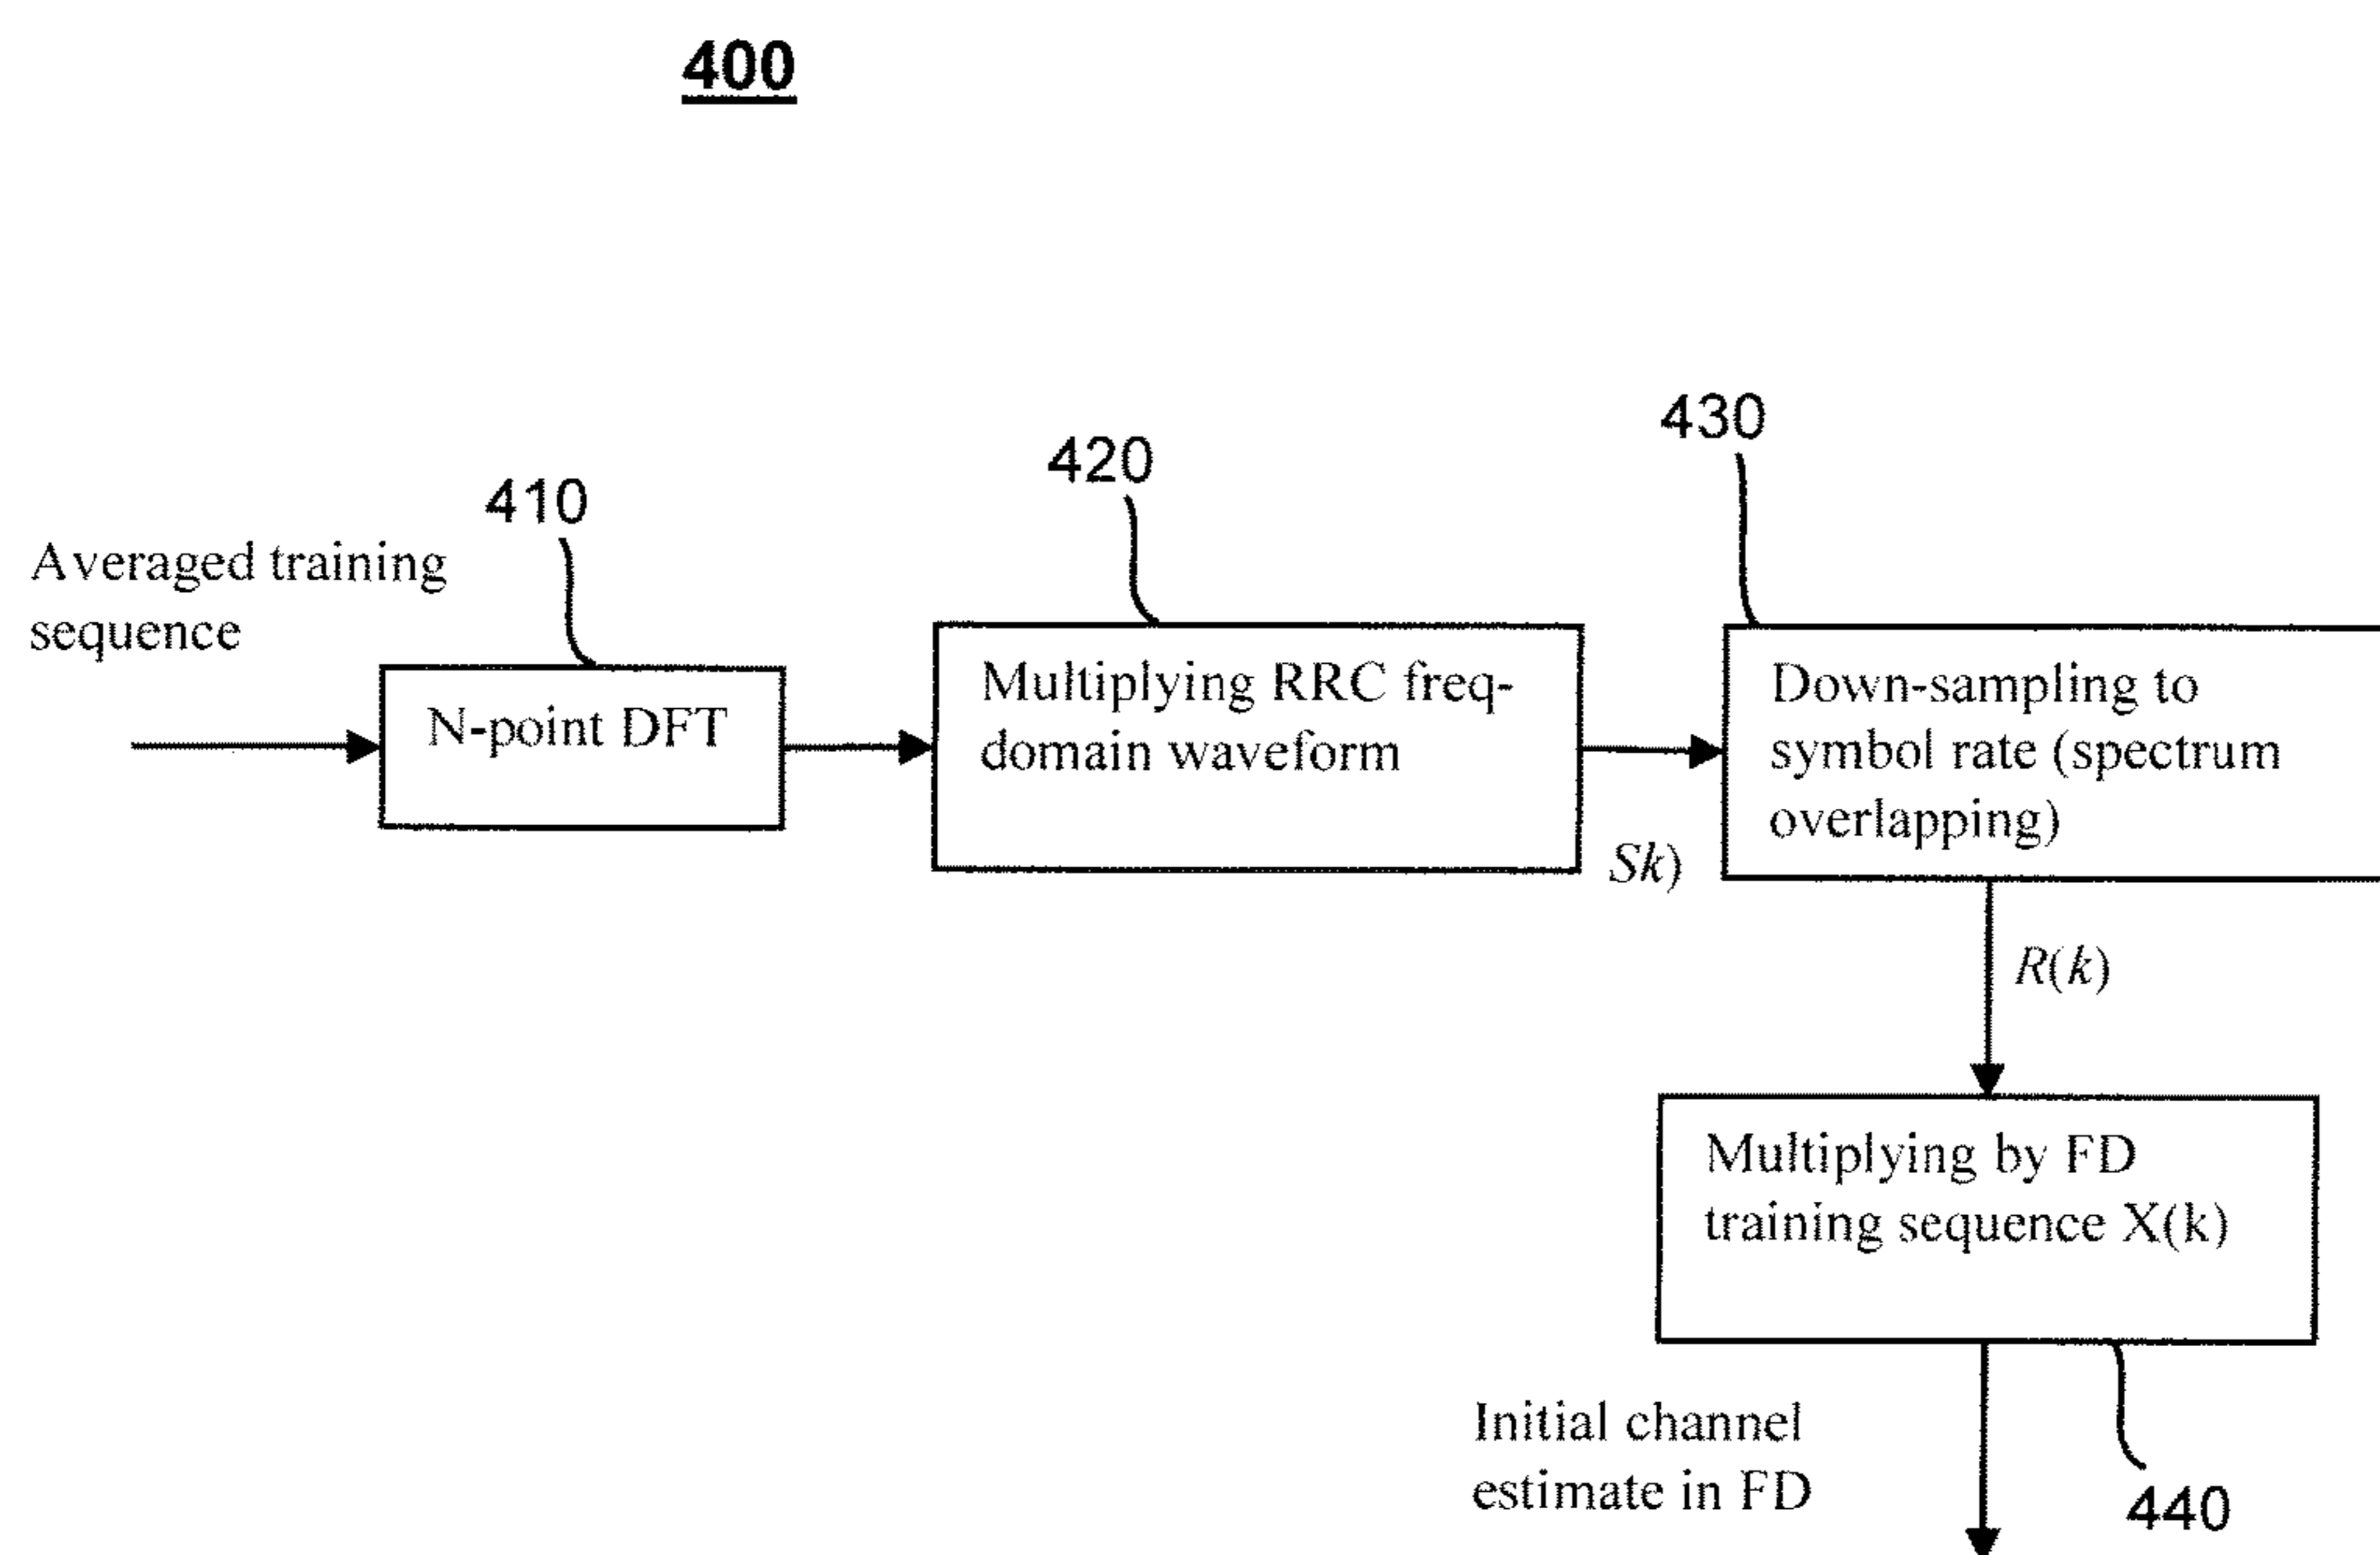 400
430
420
410
Averaged training
sequence
N-point DFT
Multiplying RRC freq-
domain waveform
Down-sampling to
symbol rate (spectrum
overlapping)
Sk)
R(k)
Multiplying by FD
training sequence X(k)
Initial channel
estimate in FD
440